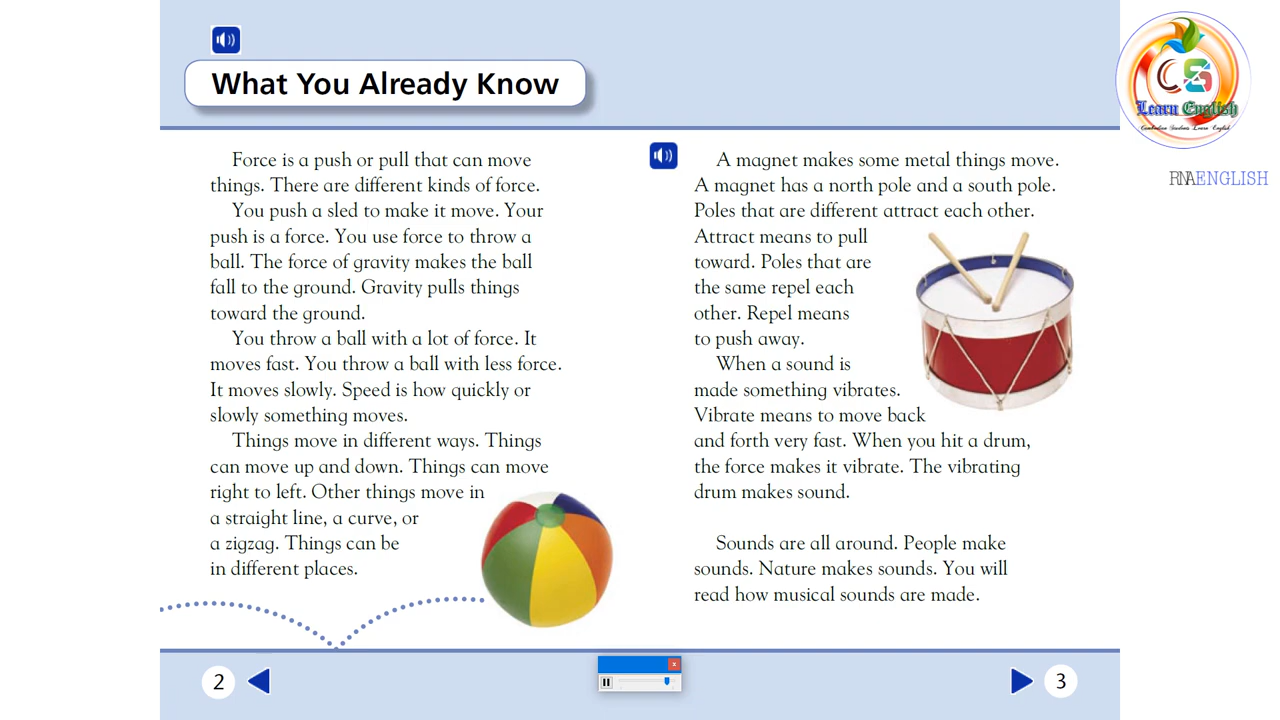 What You Already Know
Force is a push or pull that can move
things. There are different kinds of force.
You push a sled to make it move. Your
push is a force. You use force to throw a
ball. The force of gravity makes the ball
fall to the ground. Gravity pulls things
toward the ground.
You throw a ball with a lot of force. It
moves fast. You throw a ball with less force.
It moves slowly. Speed is how quickly or
slowly something moves.
Things move in different ways. Things
can move up and down. Things can move
right to left. Other things move in
a straight line, a curve, or
a zigzag. Things can be
in different places.
2
A magnet makes some metal things move.
A magnet has a north pole and a south pole.
Poles that are different attract each other.
Attract means to pull
toward. Poles that are
the same repel each
other. Repel means
to push away.
When a sound is
made something vibrates.
Vibrate means to move back
and forth very fast. When you hit a drum,
the force makes it vibrate. The vibrating
drum makes sound.
Sounds are all around. People make
sounds. Nature makes sounds. You will
read how musical sounds are made.
3
CS
Learn English
Cambodian Students Learn English
RNAENGLISH
x